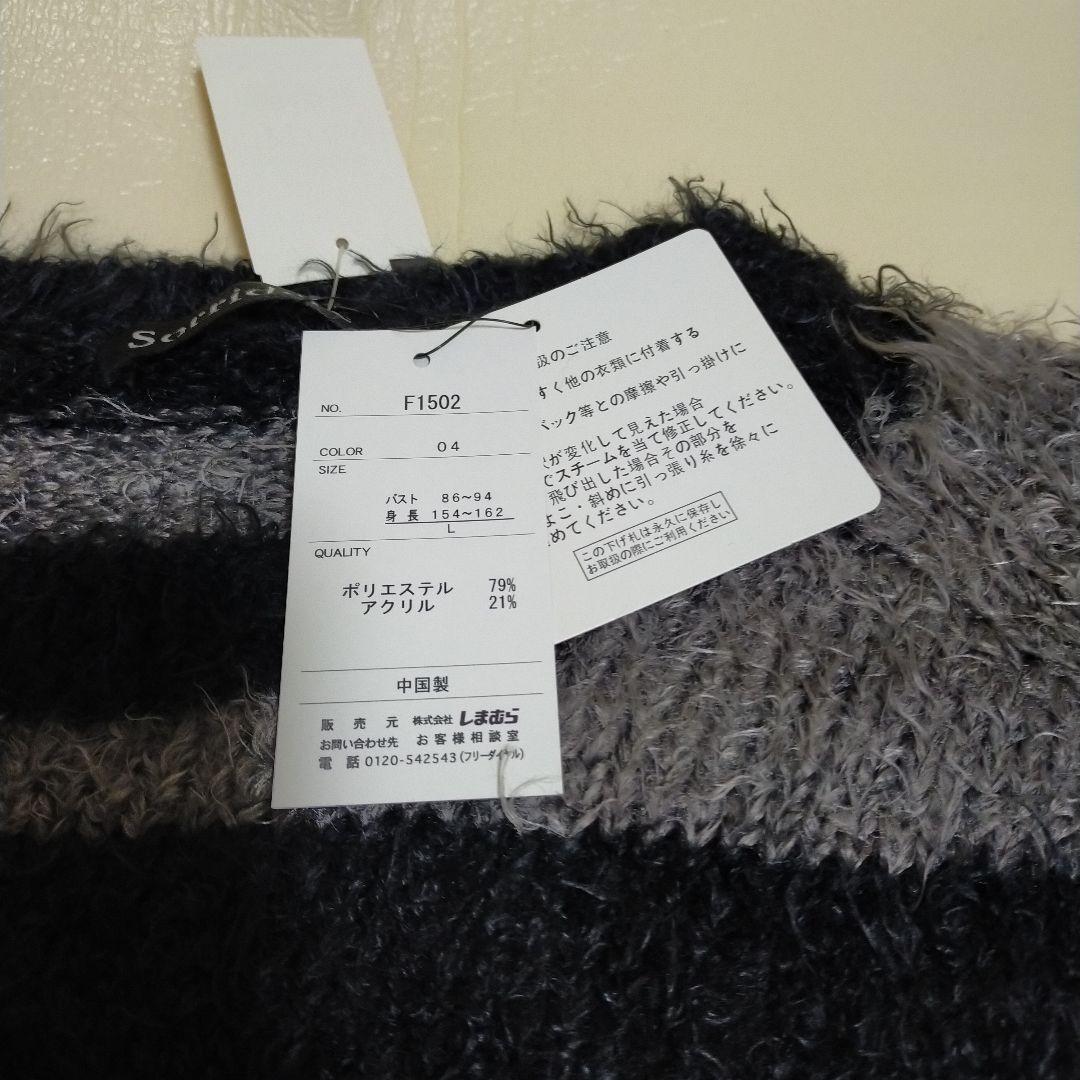 NO. F1502
COLOR 04
SIZE
バスト 86～94
身長 154～162
L
QUALITY
ポリエステル 79%
アクリル 21%
中国製
販売元 株式会社 しまむら
お問い合わせ先 お客様相談室
電話 0120-542543(フリーダイヤル)
扱のご注意
すく他の衣類に付着する
バック等との摩擦や引っ掛けに
が変化して見えた場合
でスチームを当て修正してください。
飛び出した場合その部分を
よこ・斜めに引っ張り糸を徐々に
めてください。
この下げ札は永久に保存し
お取扱の際にご利用ください